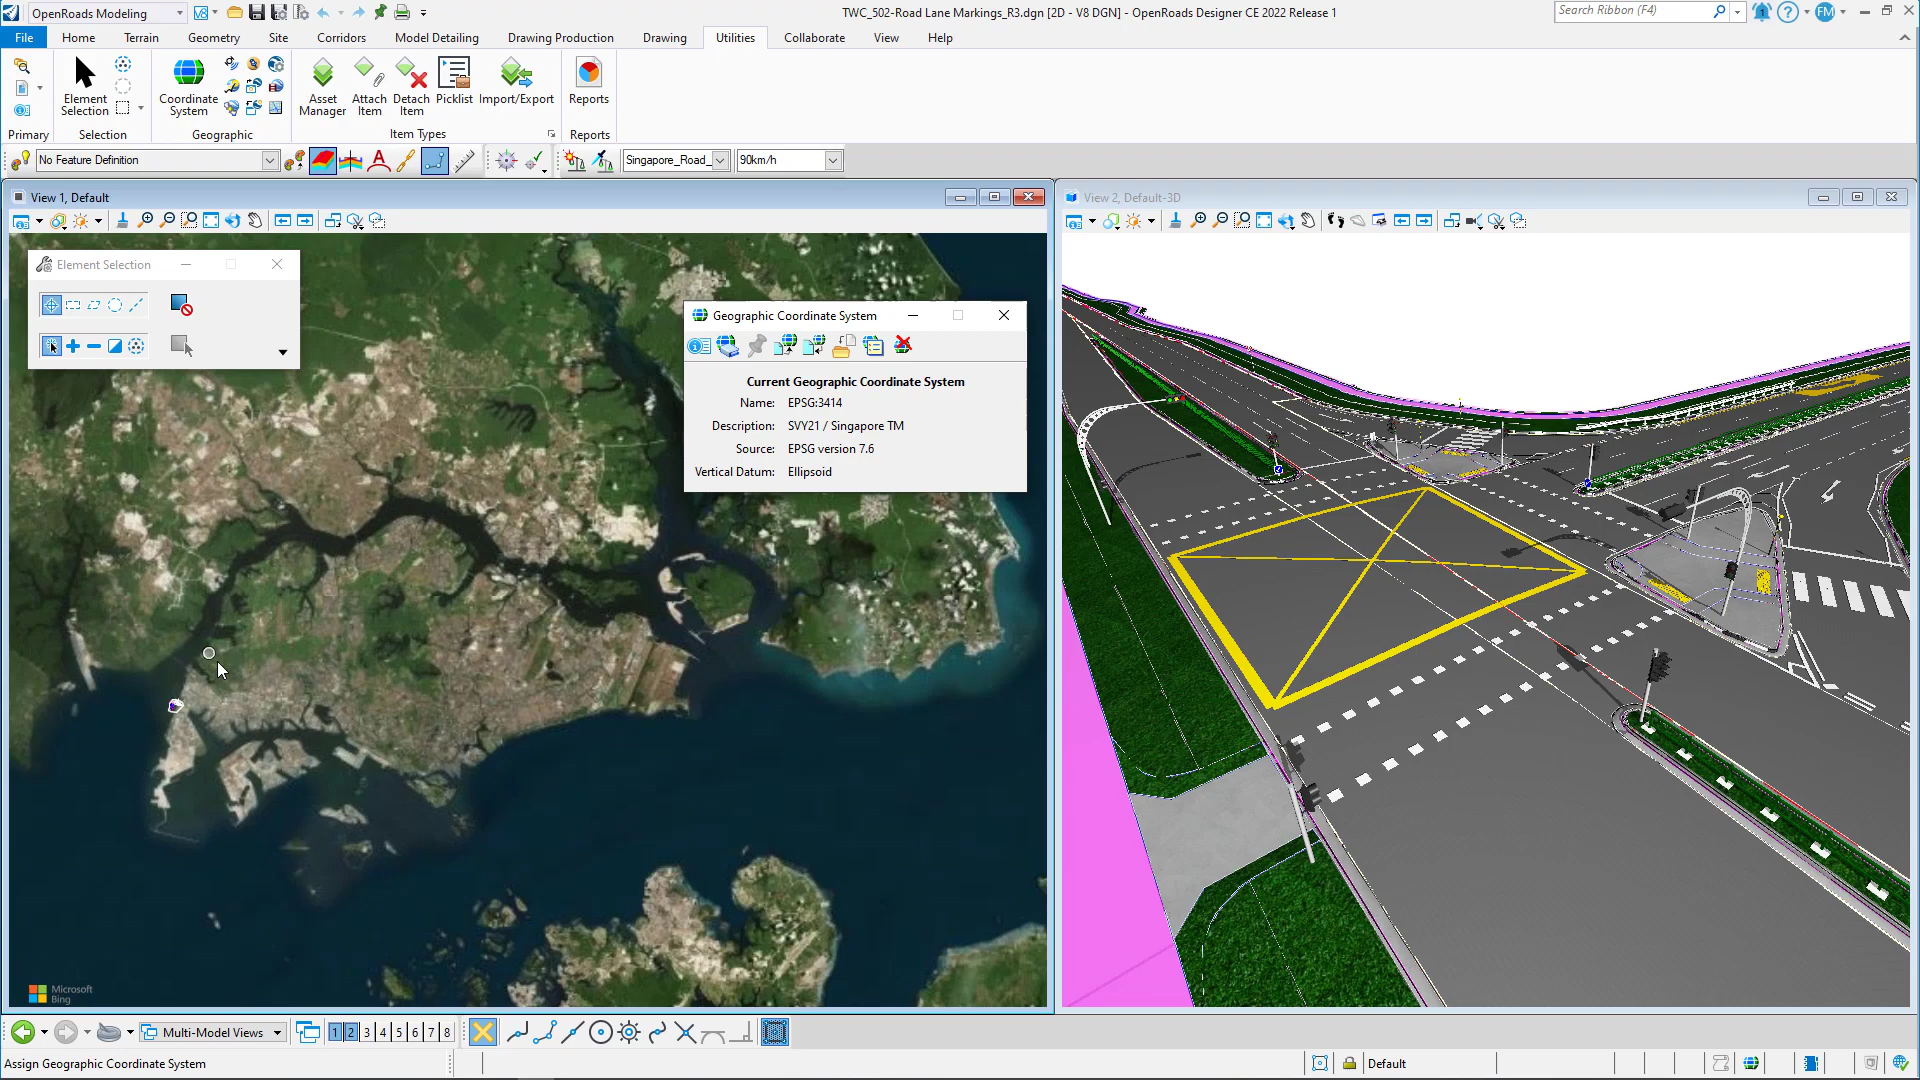 OpenRoads Modeling
TWC_502-Road Lane Markings_R3.dgn [2D - V8 DGN] - OpenRoads Designer CE 2022 Release 1
Search Ribbon (F4)
FM
File
Home
Terrain
Geometry
Site
Corridors
Model Detailing
Drawing Production
Drawing
Utilities
Collaborate
View
Help
Element
Selection
Coordinate
System
Asset
Manager
Attach
Item
Detach
Item
Picklist
Import/Export
Reports
Primary
Selection
Geographic
Item Types
Reports
No Feature Definition
Singapore_Road_
90km/h
View 1, Default
View 2, Default-3D
Element Selection
Geographic Coordinate System
Current Geographic Coordinate System
Name: EPSG:3414
Description: SVY21 / Singapore TM
Source: EPSG version 7.6
Vertical Datum: Ellipsoid
Microsoft
Bing
Multi-Model Views
1 2 3 4 5 6 7 8
Assign Geographic Coordinate System
Default